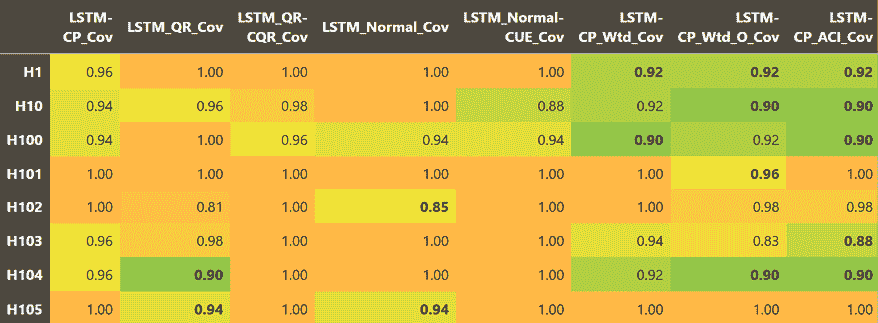 LSTM-CP_Cov LSTM_QR_Cov LSTM_QR-CQR_Cov LSTM_Normal_Cov LSTM_Normal-CUE_Cov LSTM-CP_Wtd_Cov LSTM-CP_Wtd_O_Cov LSTM-CP_ACI_Cov
H1 0.96 1.00 1.00 1.00 1.00 0.92 0.92 0.92
H10 0.94 0.96 0.98 1.00 0.88 0.92 0.90 0.90
H100 0.94 1.00 0.96 0.94 0.94 0.90 0.92 0.90
H101 1.00 1.00 1.00 1.00 1.00 1.00 0.96 1.00
H102 1.00 0.81 1.00 0.85 1.00 1.00 0.98 0.98
H103 0.96 0.98 1.00 1.00 1.00 0.94 0.83 0.88
H104 0.96 0.90 1.00 1.00 1.00 0.92 0.90 0.90
H105 1.00 0.94 1.00 0.94 1.00 1.00 1.00 1.00